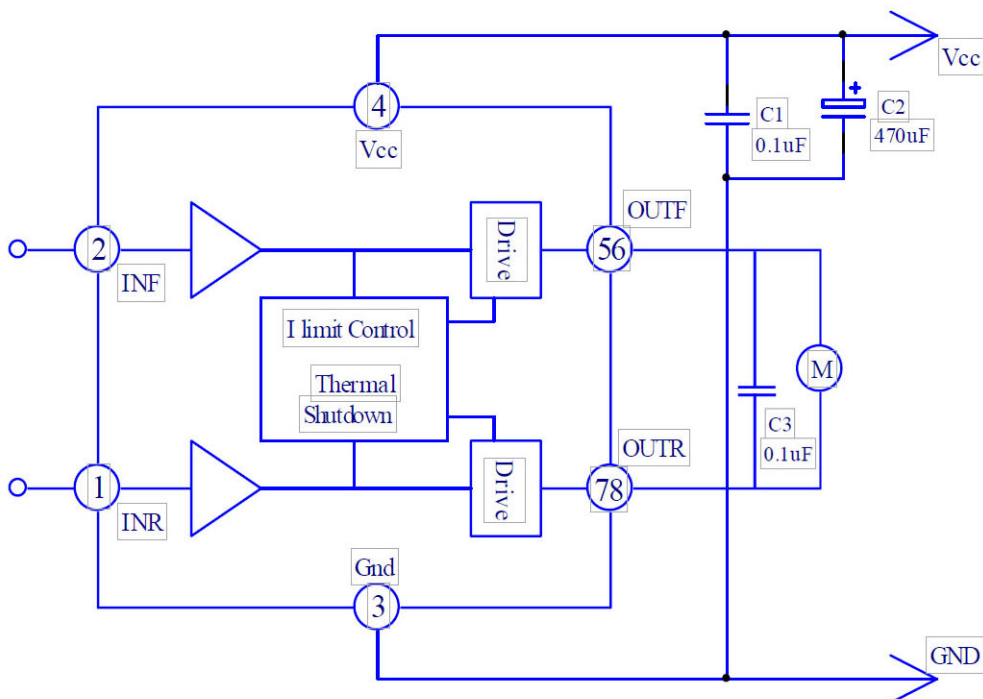 Vcc
4
Vcc
C1
0.1uF
C2
470uF
+
OUTF
2
INF
Drive
56
I limit Control
Thermal
Shutdown
M
C3
0.1uF
OUTR
1
INR
Drive
78
Gnd
3
GND